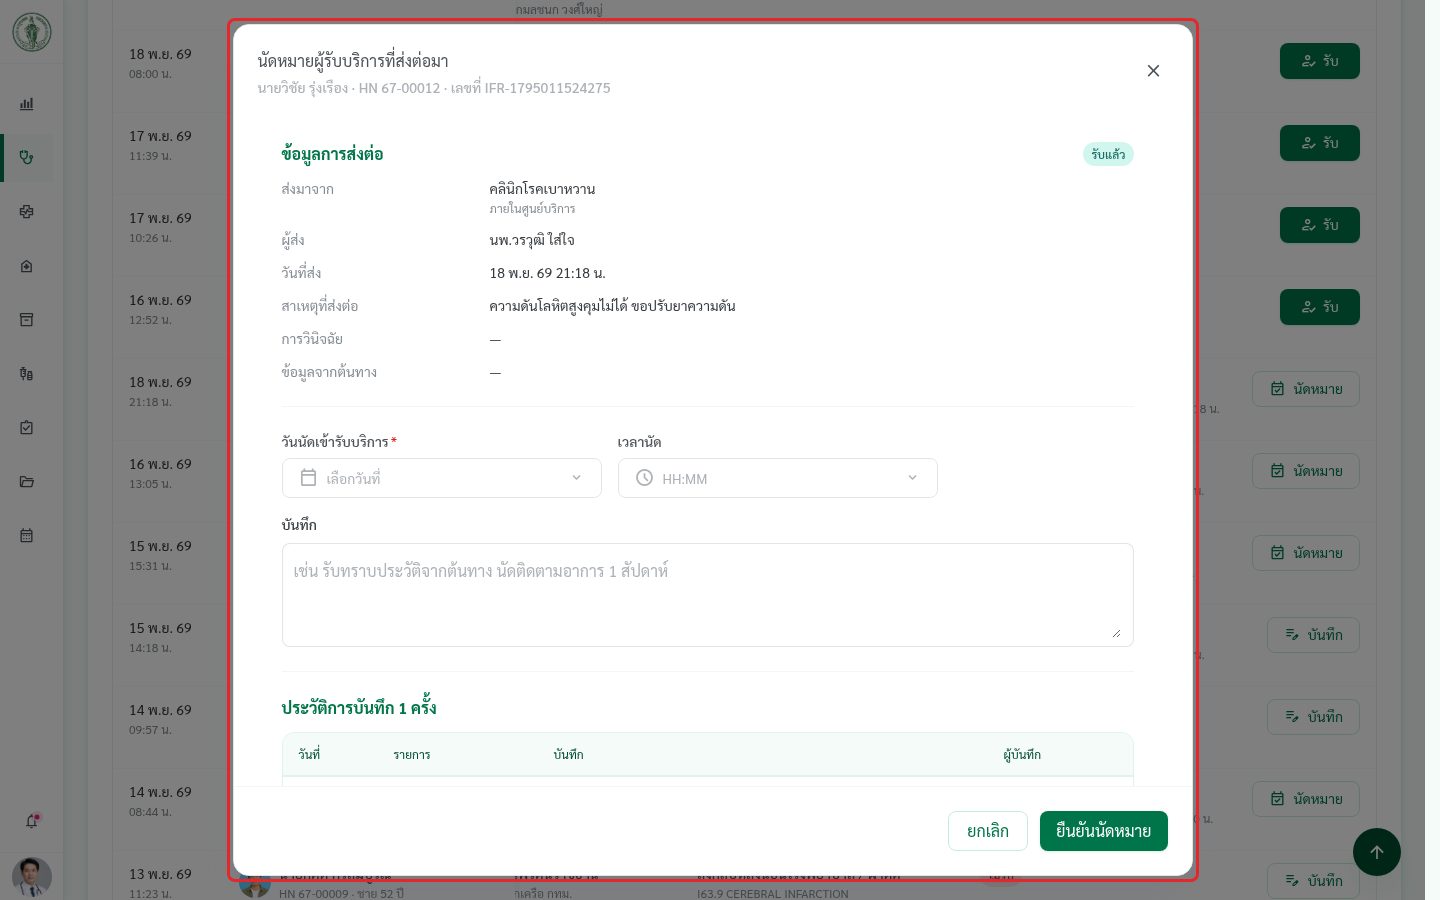 กมลชนก วงศ์ใหญ่
18 พ.ย. 69
08:00 น.
รับ
17 พ.ย. 69
11:39 น.
รับ
17 พ.ย. 69
10:26 น.
รับ
16 พ.ย. 69
12:52 น.
รับ
18 พ.ย. 69
21:18 น.
18 น.
นัดหมาย
16 พ.ย. 69
13:05 น.
น.
นัดหมาย
15 พ.ย. 69
15:31 น.
นัดหมาย
15 พ.ย. 69
14:18 น.
น.
บันทึก
14 พ.ย. 69
09:57 น.
บันทึก
14 พ.ย. 69
08:44 น.
0 น.
นัดหมาย
13 พ.ย. 69
11:23 น.
HN 67-00009 · ชาย 52 ปี
I63.9 CEREBRAL INFARCTION
บันทึก
นัดหมายผู้รับบริการที่ส่งต่อมา
นายวิชัย รุ่งเรือง · HN 67-00012 · เลขที่ IFR-1795011524275
ข้อมูลการส่งต่อ
รับแล้ว
ส่งมาจาก
คลินิกโรคเบาหวาน
ภายในศูนย์บริการ
ผู้ส่ง
นพ.วรวุฒิ ใส่ใจ
วันที่ส่ง
18 พ.ย. 69 21:18 น.
สาเหตุที่ส่งต่อ
ความดันโลหิตสูงคุมไม่ได้ ขอปรับยาความดัน
การวินิจฉัย
—
ข้อมูลจากต้นทาง
—
วันนัดเข้ารับบริการ *
เลือกวันที่
เวลานัด
HH:MM
บันทึก
เช่น รับทราบประวัติจากต้นทาง นัดติดตามอาการ 1 สัปดาห์
ประวัติการบันทึก 1 ครั้ง
วันที่ รายการ บันทึก ผู้บันทึก
ยกเลิก
ยืนยันนัดหมาย